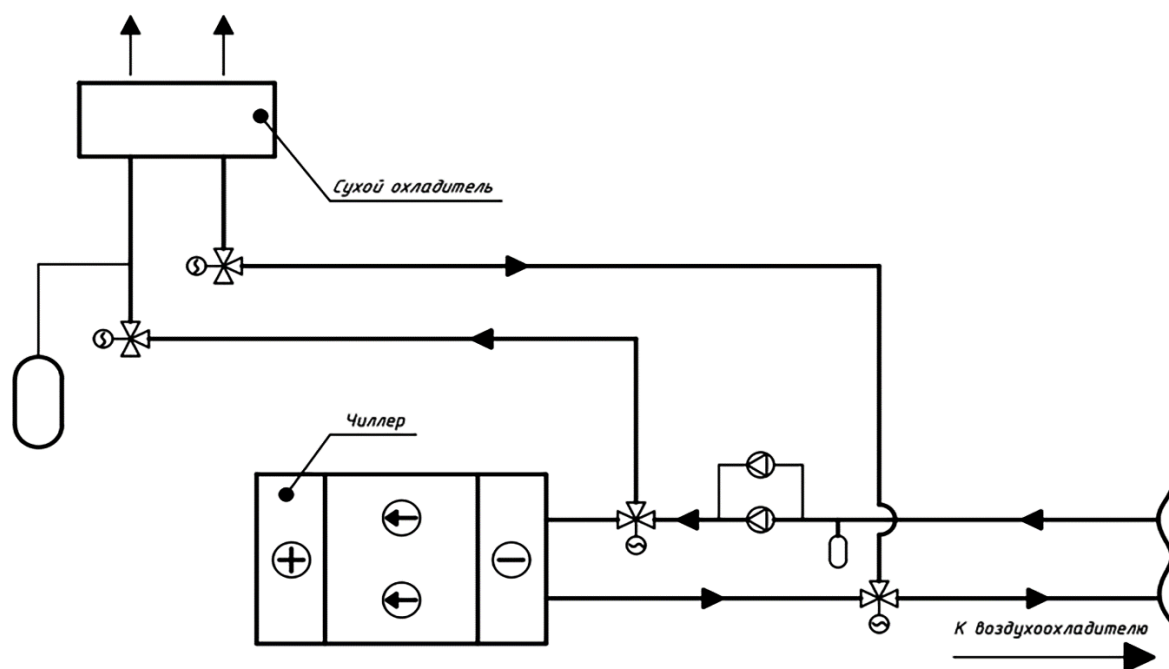 Сухой охладитель
Чиллер
К воздухоохладителю